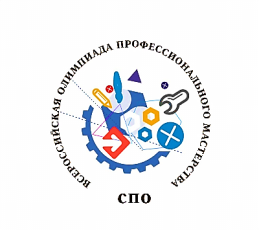 ВСЕРОССИЙСКАЯ ОЛИМПИАДА ПРОФЕССИОНАЛЬНОГО МАСТЕРСТВА
СПО